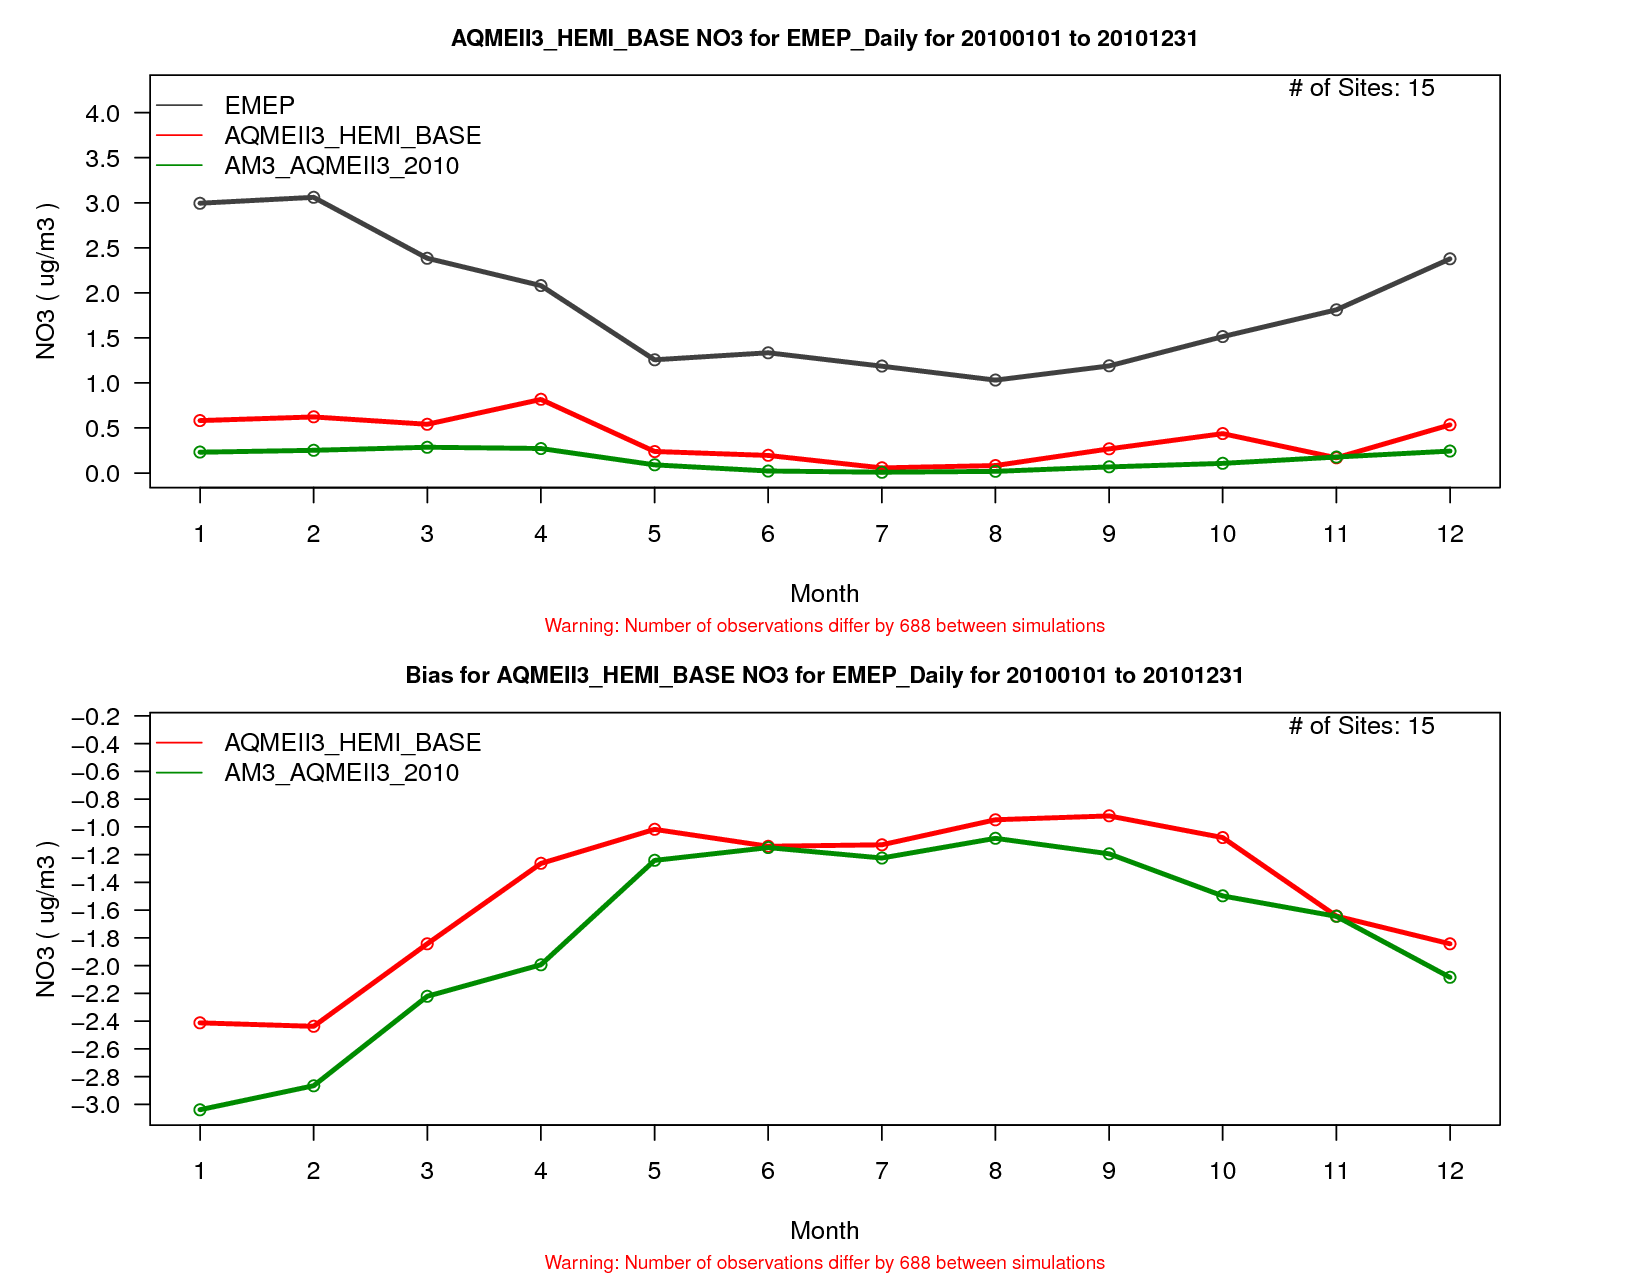 AQMEII3_HEMI_BASE NO3 for EMEP_Daily for 20100101 to 20101231
# of Sites: 15
EMEP
AQMEII3_HEMI_BASE
AM3_AQMEII3_2010
NO3 ( ug/m3 )
4.0
3.5
3.0
2.5
2.0
1.5
1.0
0.5
0.0
1 2 3 4 5 6 7 8 9 10 11 12
Month
Warning: Number of observations differ by 688 between simulations
Bias for AQMEII3_HEMI_BASE NO3 for EMEP_Daily for 20100101 to 20101231
# of Sites: 15
AQMEII3_HEMI_BASE
AM3_AQMEII3_2010
NO3 ( ug/m3 )
−0.2
−0.4
−0.6
−0.8
−1.0
−1.2
−1.4
−1.6
−1.8
−2.0
−2.2
−2.4
−2.6
−2.8
−3.0
1 2 3 4 5 6 7 8 9 10 11 12
Month
Warning: Number of observations differ by 688 between simulations